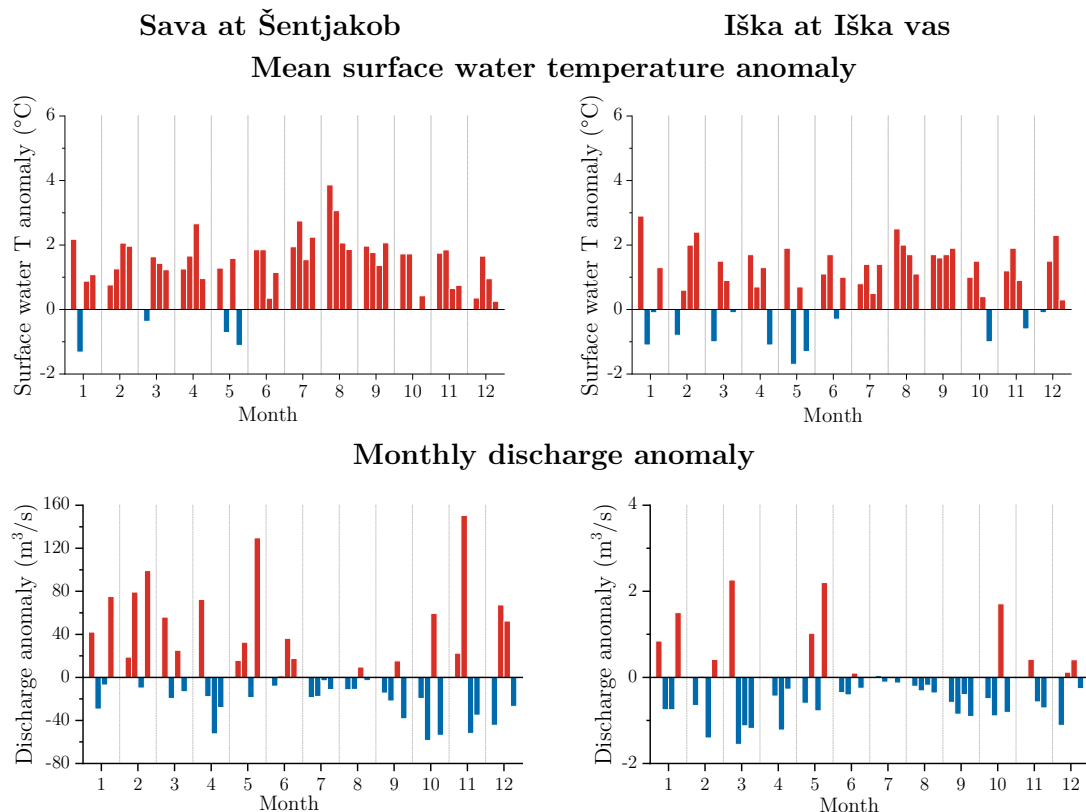 Sava at Šentjakob
Iška at Iška vas
Mean surface water temperature anomaly
Surface water T anomaly (°C)
6
4
2
0
-2
1 2 3 4 5 6 7 8 9 10 11 12
Month
Surface water T anomaly (°C)
6
4
2
0
-2
1 2 3 4 5 6 7 8 9 10 11 12
Month
Monthly discharge anomaly
Discharge anomaly (m³/s)
160
120
80
40
0
-40
-80
1 2 3 4 5 6 7 8 9 10 11 12
Month
Discharge anomaly (m³/s)
4
2
0
-2
1 2 3 4 5 6 7 8 9 10 11 12
Month